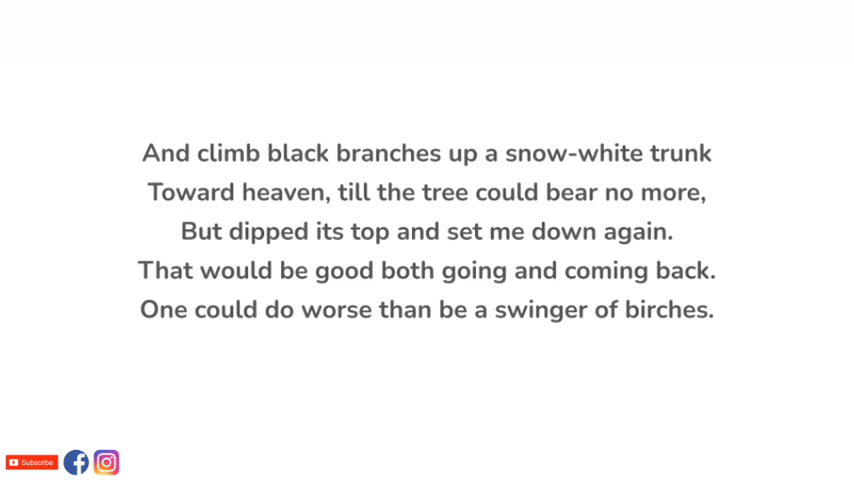 And climb black branches up a snow-white trunk
Toward heaven, till the tree could bear no more,
But dipped its top and set me down again.
That would be good both going and coming back.
One could do worse than be a swinger of birches.
Subscribe